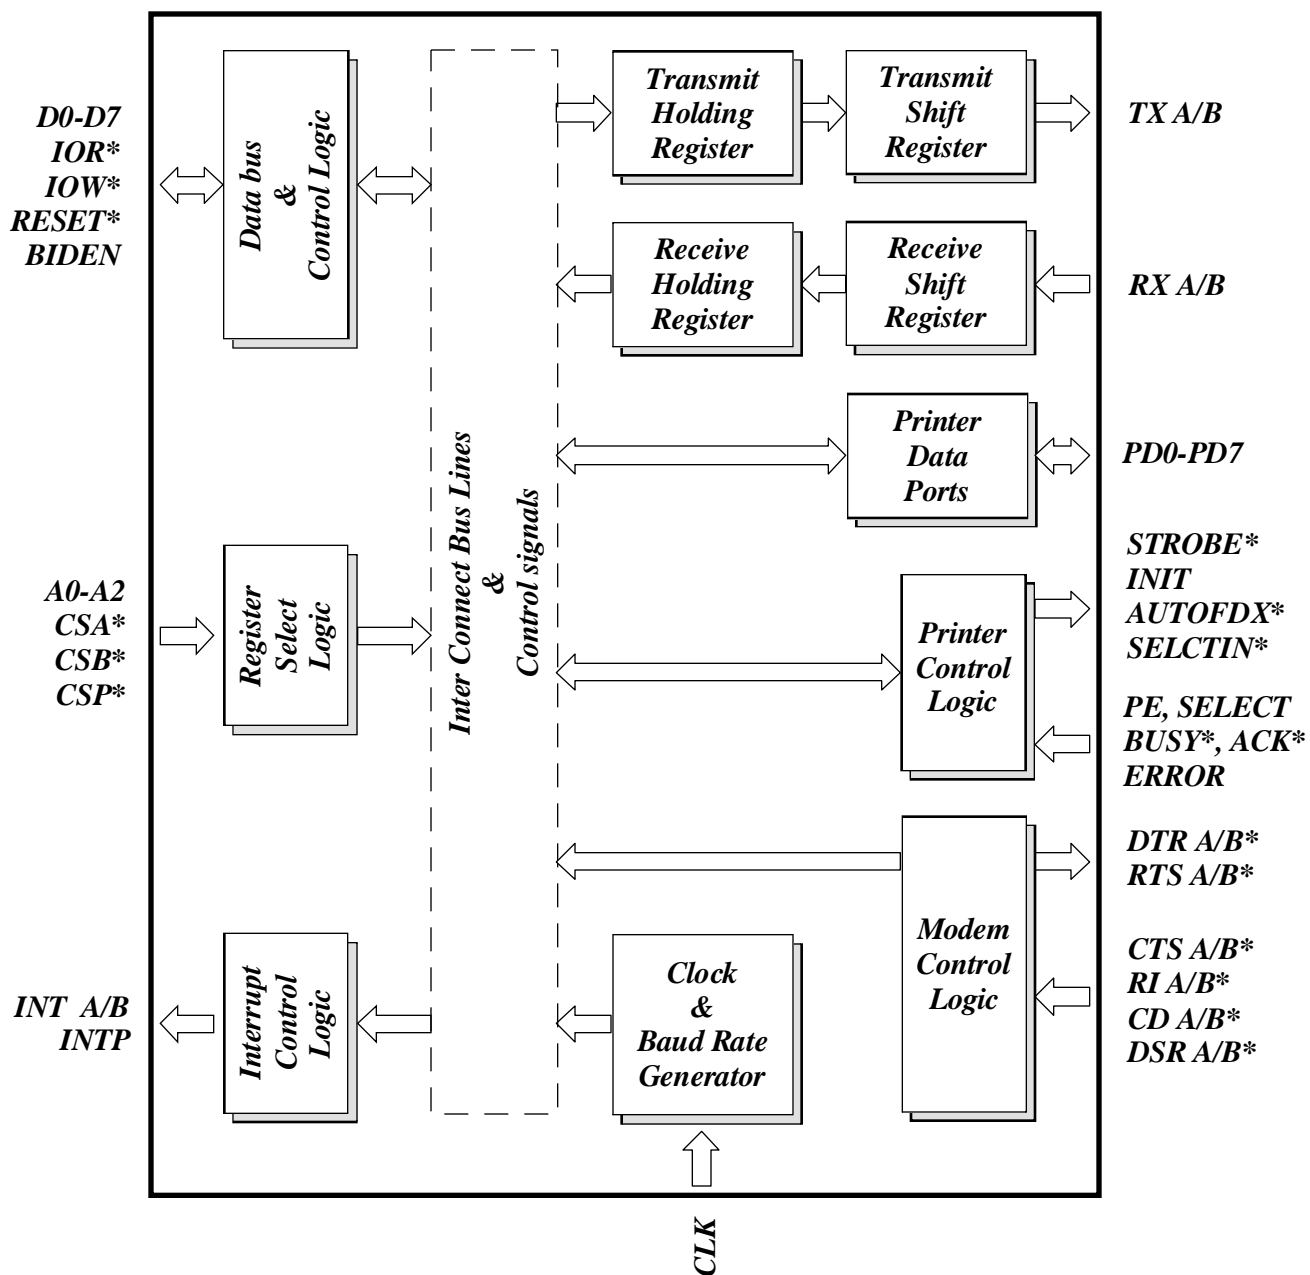 D0-D7
IOR*
IOW*
RESET*
BIDEN
Data bus
&
Control Logic
A0-A2
CSA*
CSB*
CSP*
Register
Select
Logic
INT A/B
INTP
Interrupt
Control
Logic
Inter Connect Bus Lines
&
Control signals
Transmit
Holding
Register
Transmit
Shift
Register
TX A/B
Receive
Holding
Register
Receive
Shift
Register
RX A/B
Printer
Data
Ports
PD0-PD7
Printer
Control
Logic
STROBE*
INIT
AUTOFDX*
SELCTIN*
PE, SELECT
BUSY*, ACK*
ERROR
Modem
Control
Logic
DTR A/B*
RTS A/B*
CTS A/B*
RI A/B*
CD A/B*
DSR A/B*
Clock
&
Baud Rate
Generator
CLK